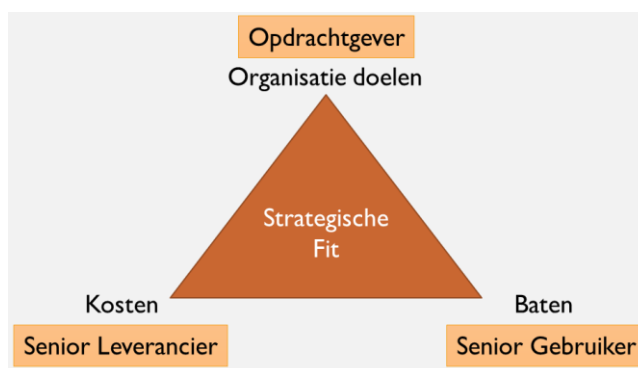 Opdrachtgever
Organisatie doelen
Strategische
Fit
Kosten
Baten
Senior Leverancier
Senior Gebruiker